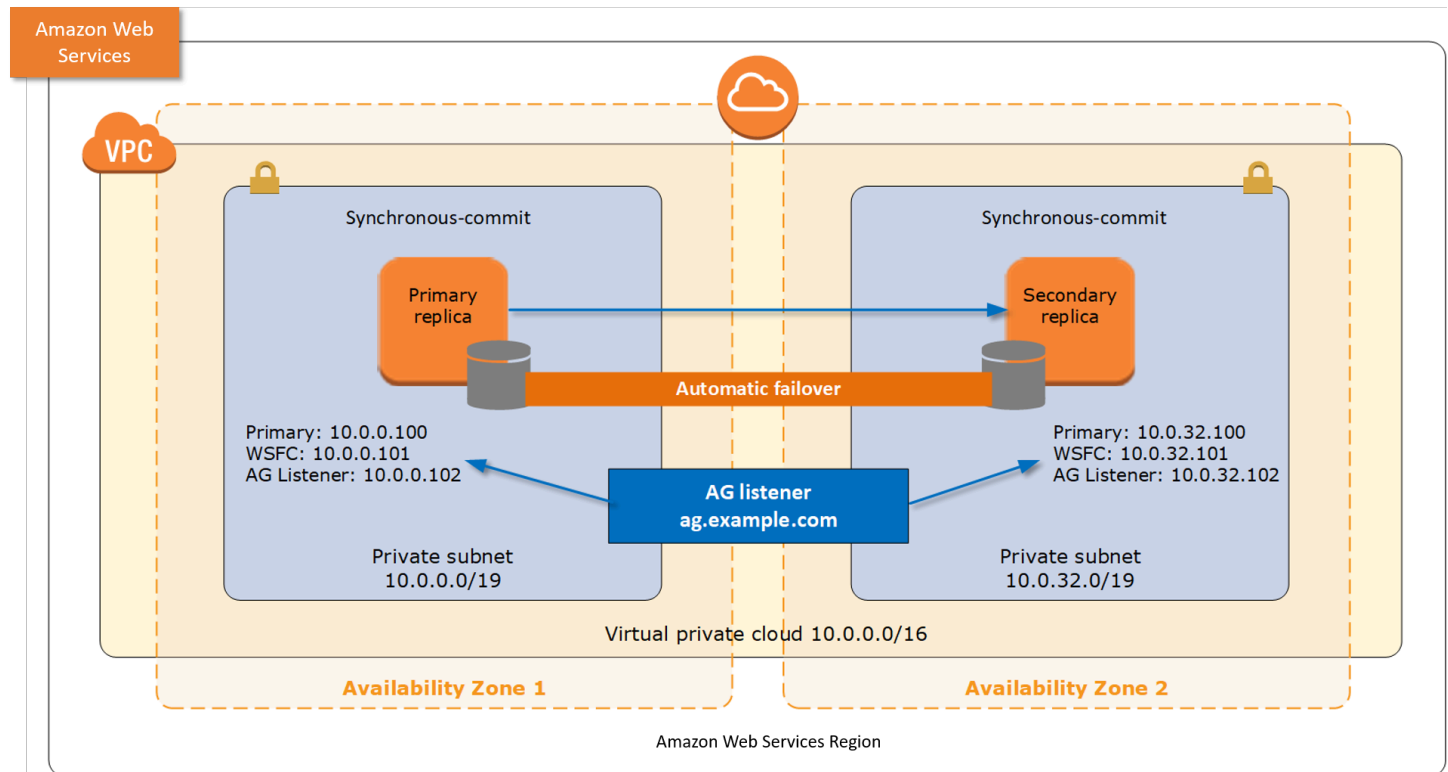 Amazon Web
Services
VPC
Synchronous-commit
Synchronous-commit
Primary
replica
Secondary
replica
Automatic failover
Primary: 10.0.0.100
WSFC: 10.0.0.101
AG Listener: 10.0.0.102
Primary: 10.0.32.100
WSFC: 10.0.32.101
AG Listener: 10.0.32.102
AG listener
ag.example.com
Private subnet
10.0.0.0/19
Private subnet
10.0.32.0/19
Virtual private cloud 10.0.0.0/16
Availability Zone 1
Availability Zone 2
Amazon Web Services Region